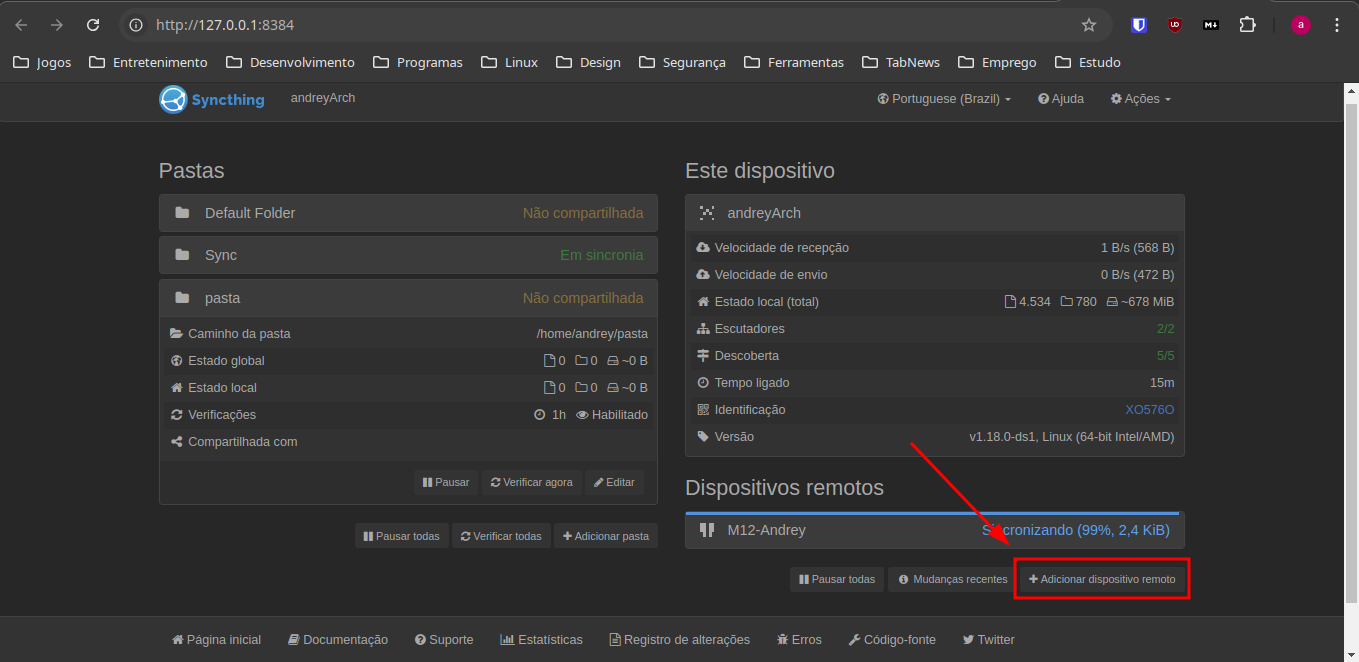 http://127.0.0.1:8384
a
Jogos Entretenimento Desenvolvimento Programas Linux Design Segurança Ferramentas TabNews Emprego Estudo
Syncthing andreyArch Portuguese (Brazil) Ajuda Ações
Pastas
Default Folder Não compartilhada
Sync Em sincronia
pasta Não compartilhada
Caminho da pasta /home/andrey/pasta
Estado global 0 0 ~0 B
Estado local 0 0 ~0 B
Verificações 1h Habilitado
Compartilhada com
Pausar Verificar agora Editar
Pausar todas Verificar todas Adicionar pasta
Este dispositivo
andreyArch
Velocidade de recepção 1 B/s (568 B)
Velocidade de envio 0 B/s (472 B)
Estado local (total) 4.534 780 ~678 MiB
Escutadores 2/2
Descoberta 5/5
Tempo ligado 15m
Identificação XO576O
Versão v1.18.0-ds1, Linux (64-bit Intel/AMD)
Dispositivos remotos
M12-Andrey Sincronizando (99%, 2,4 KiB)
Pausar todas Mudanças recentes Adicionar dispositivo remoto
Página inicial Documentação Suporte Estatísticas Registro de alterações Erros Código-fonte Twitter